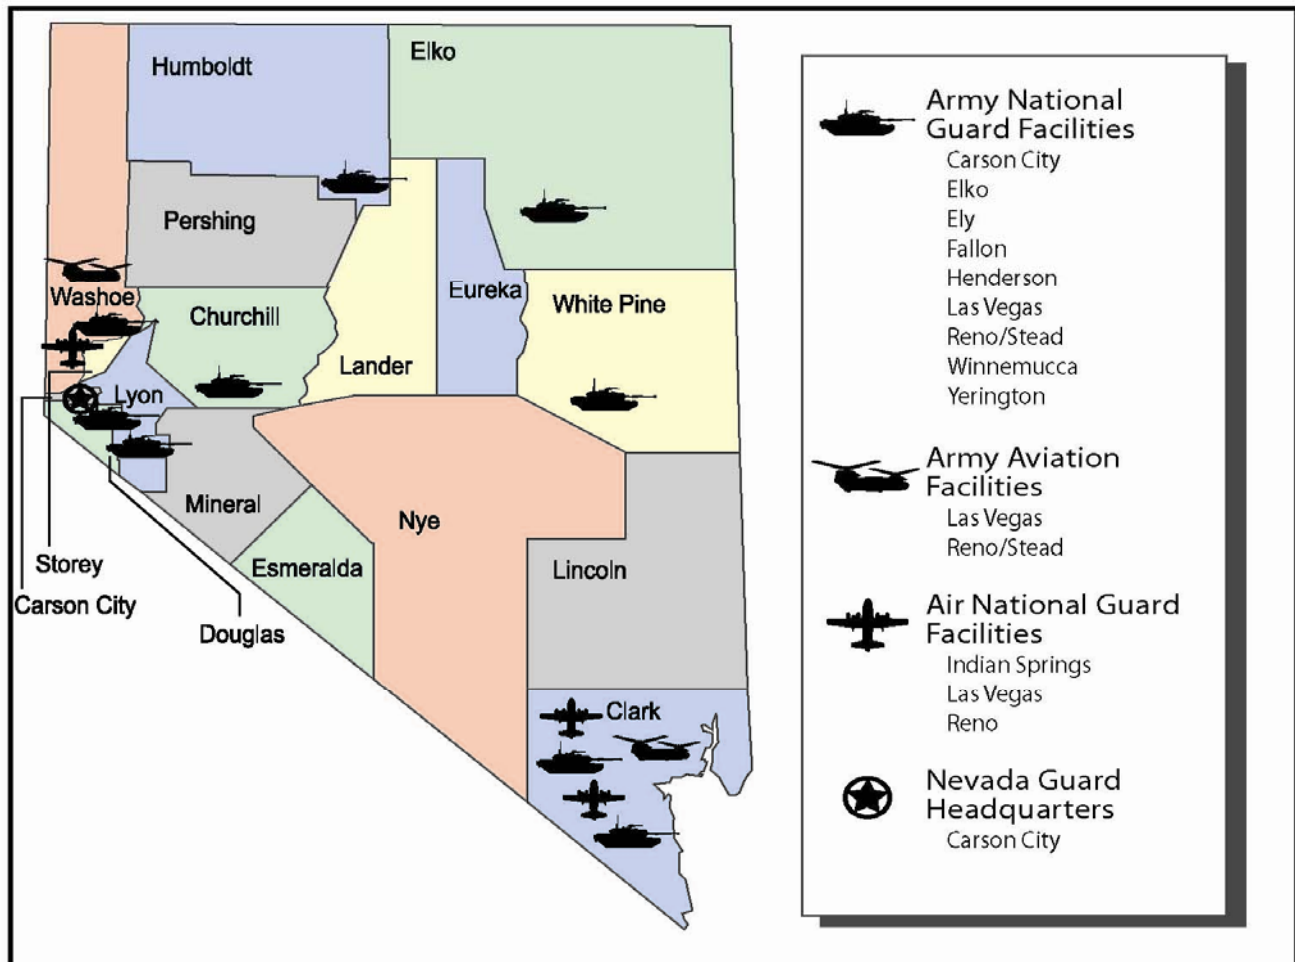 Humboldt
Elko
Pershing
Washoe
Churchill
Eureka
White Pine
Lander
Lyon
Mineral
Nye
Storey
Esmeralda
Lincoln
Carson City
Douglas
Clark
Army National
Guard Facilities
Carson City
Elko
Ely
Fallon
Henderson
Las Vegas
Reno/Stead
Winnemucca
Yerington
Army Aviation
Facilities
Las Vegas
Reno/Stead
Air National Guard
Facilities
Indian Springs
Las Vegas
Reno
Nevada Guard
Headquarters
Carson City